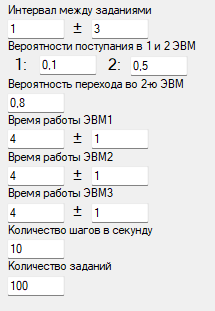 Интервал между заданиями
1 ± 3
Вероятности поступания в 1 и 2 ЭВМ
1: 0,1 2: 0,5
Вероятность перехода во 2-ю ЭВМ
0,8
Время работы ЭВМ1
4 ± 1
Время работы ЭВМ2
4 ± 1
Время работы ЭВМ3
4 ± 1
Количество шагов в секунду
10
Количество заданий
100